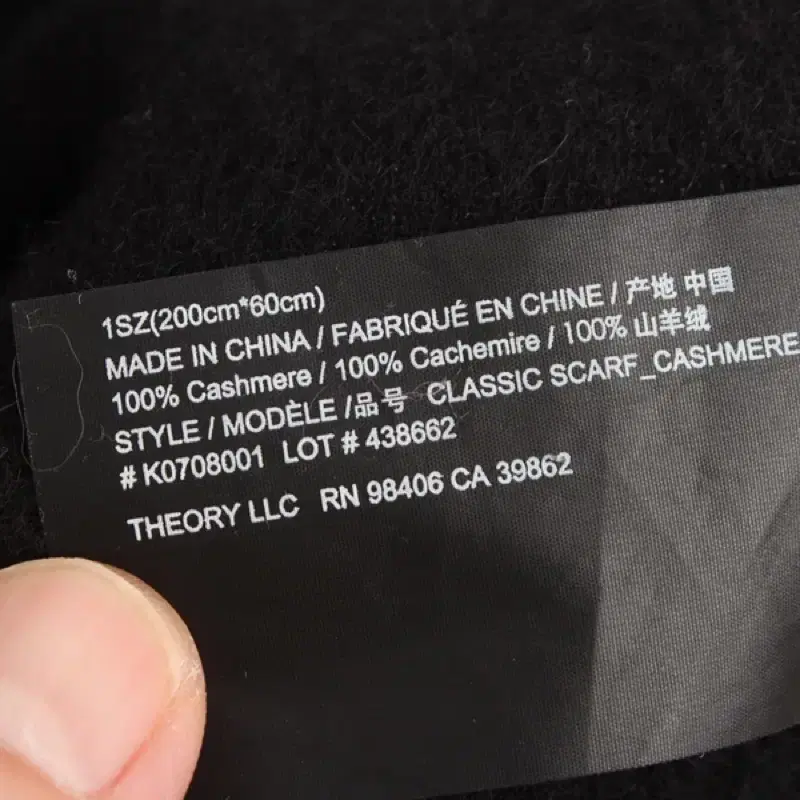 1SZ(200cm*60cm)
MADE IN CHINA / FABRIQUÉ EN CHINE / 产地 中国
100% Cashmere / 100% Cachemire / 100% 山羊绒
STYLE / MODÈLE /品号 CLASSIC SCARF_CASHMERE
# K0708001 LOT # 438662
THEORY LLC RN 98406 CA 39862